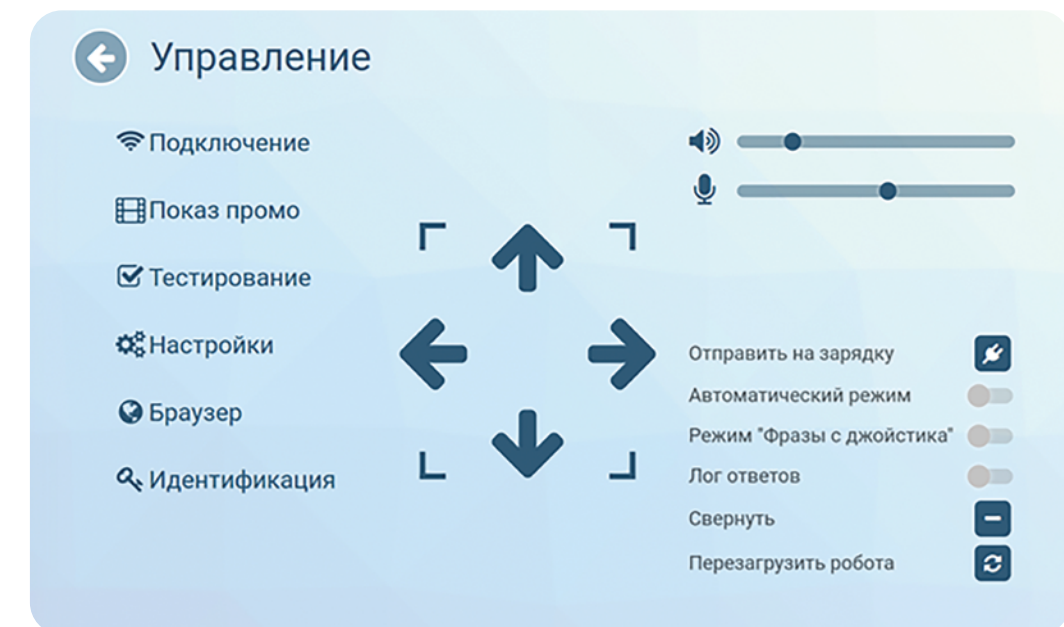 Управление
Подключение
Показ промо
Тестирование
Настройки
Браузер
Идентификация
Отправить на зарядку
Автоматический режим
Режим "Фразы с джойстика"
Лог ответов
Свернуть
Перезагрузить робота